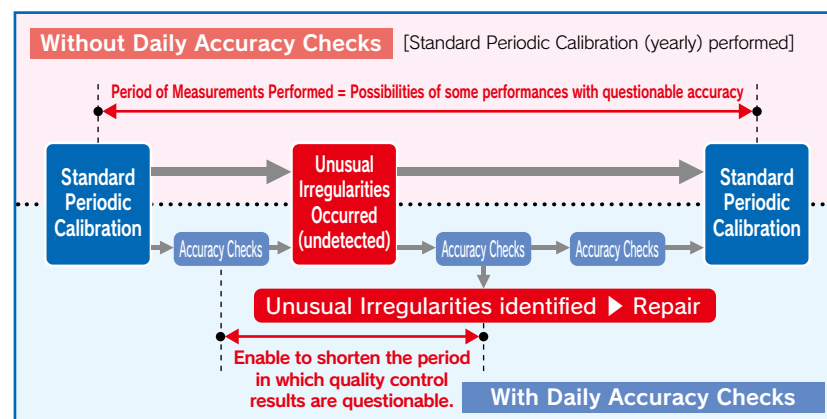 Without Daily Accuracy Checks [Standard Periodic Calibration (yearly) performed]
Period of Measurements Performed = Possibilities of some performances with questionable accuracy
Standard
Periodic
Calibration
Unusual
Irregularities
Occurred
(undetected)
Standard
Periodic
Calibration
Accuracy Checks
Accuracy Checks
Accuracy Checks
Unusual Irregularities identified ▶ Repair
Enable to shorten the period
in which quality control
results are questionable.
With Daily Accuracy Checks